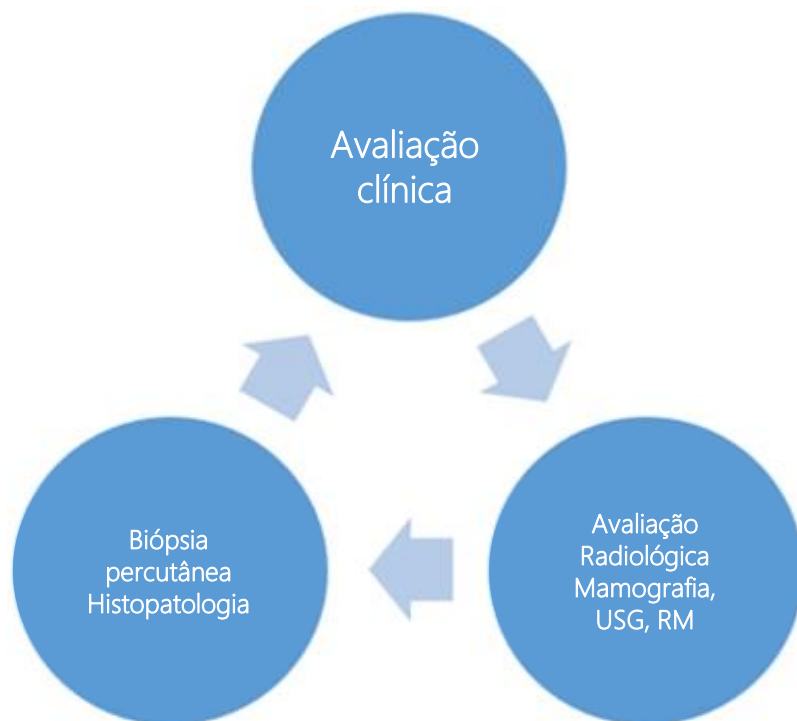 Avaliação
clínica
Biópsia
percutânea
Histopatologia
Avaliação
Radiológica
Mamografia,
USG, RM